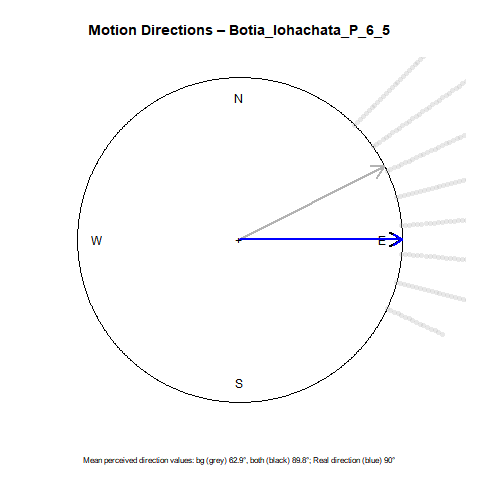 Motion Directions – Botia_lohachata_P_6_5
N
W
E
S
Mean perceived direction values: bg (grey) 62.9°, both (black) 89.8°; Real direction (blue) 90°